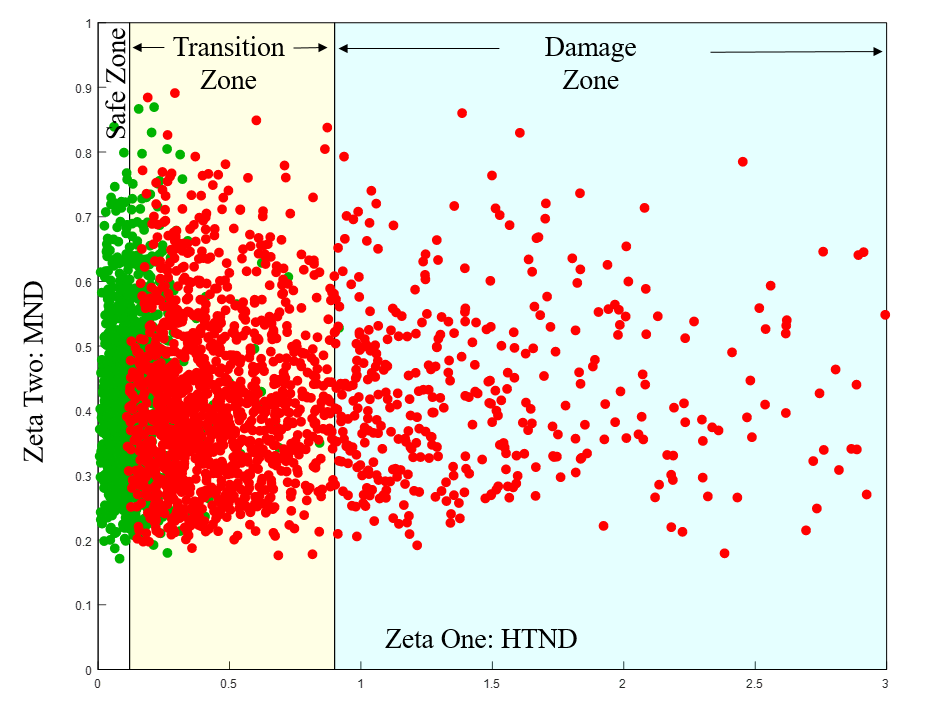 Safe Zone
Transition
Zone
Damage
Zone
1
0.9
0.8
0.7
0.6
0.5
0.4
0.3
0.2
0.1
0
Zeta Two: MND
Zeta One: HTND
0
0.5
1
1.5
2
2.5
3